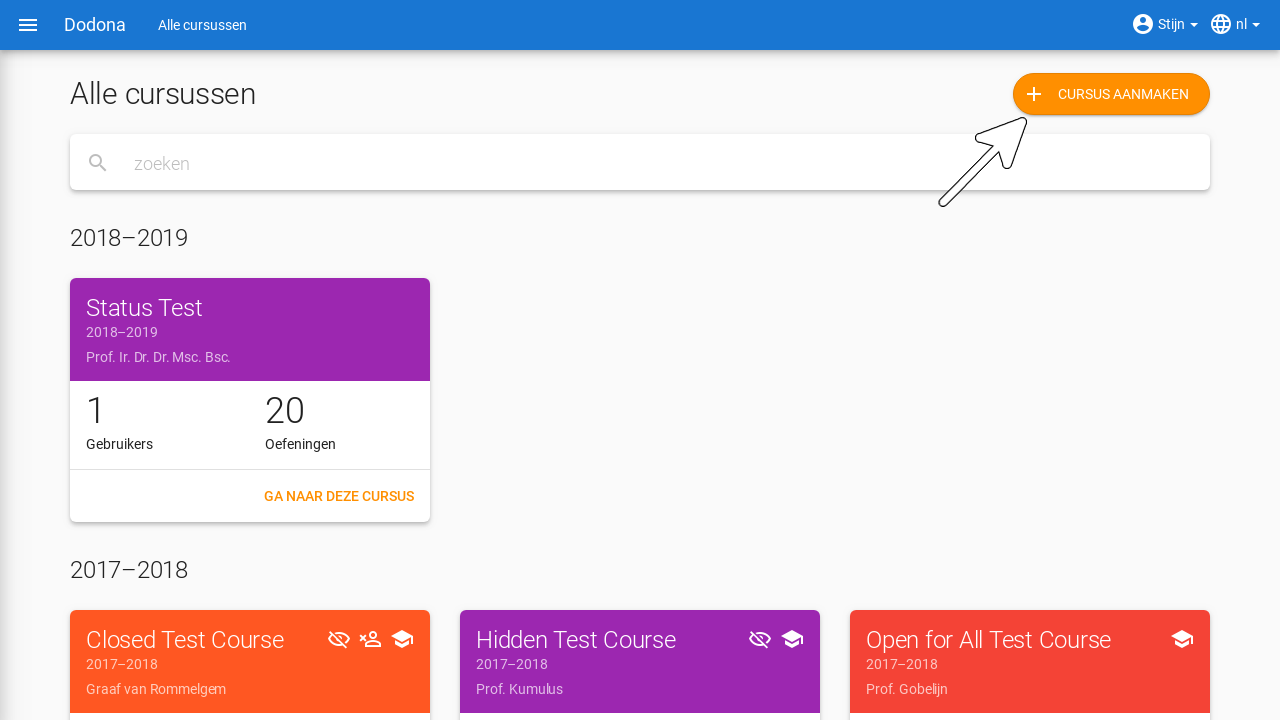 Dodona
Alle cursussen
Stijn
nl
Alle cursussen
CURSUS AANMAKEN
zoeken
2018–2019
Status Test
2018–2019
Prof. Ir. Dr. Dr. Msc. Bsc.
1
20
Gebruikers
Oefeningen
GA NAAR DEZE CURSUS
2017–2018
Closed Test Course
2017–2018
Graaf van Rommelgem
Hidden Test Course
2017–2018
Prof. Kumulus
Open for All Test Course
2017–2018
Prof. Gobelijn